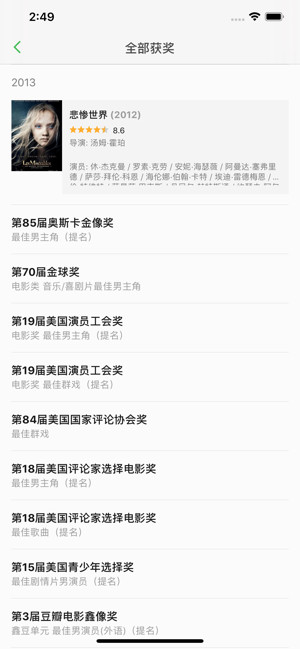 2:49
全部获奖
2013
悲惨世界 (2012)
8.6
导演: 汤姆·霍珀
演员: 休·杰克曼 / 罗素·克劳 / 安妮·海瑟薇 / 阿曼达·塞弗里
德 / 萨莎·拜伦·科恩 / 海伦娜·伯翰·卡特 / 埃迪·雷德梅恩 / ...
第85届奥斯卡金像奖
最佳男主角（提名）
第70届金球奖
电影类 音乐/喜剧片最佳男主角
第19届美国演员工会奖
电影奖 最佳男主角（提名）
第19届美国演员工会奖
电影奖 最佳群戏（提名）
第84届美国国家评论协会奖
最佳群戏
第18届美国评论家选择电影奖
最佳男主角（提名）
第18届美国评论家选择电影奖
最佳歌曲（提名）
第15届美国青少年选择奖
最佳剧情片男演员（提名）
第3届豆瓣电影鑫像奖
鑫豆单元 最佳男演员(外语)（提名）